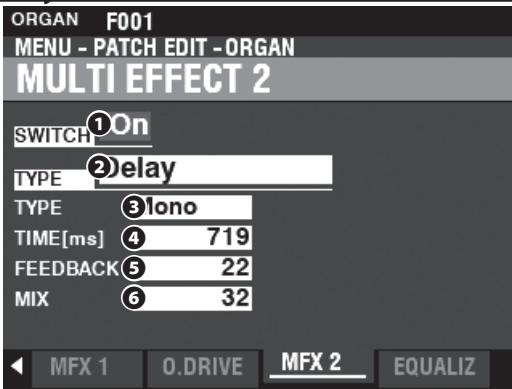 ORGAN F001
MENU - PATCH EDIT - ORGAN
MULTI EFFECT 2
SWITCH 1 On
TYPE 2 Delay
TYPE 3 Mono
TIME[ms] 4 719
FEEDBACK 5 22
MIX 6 32
MFX 1 O.DRIVE MFX 2 EQUALIZ